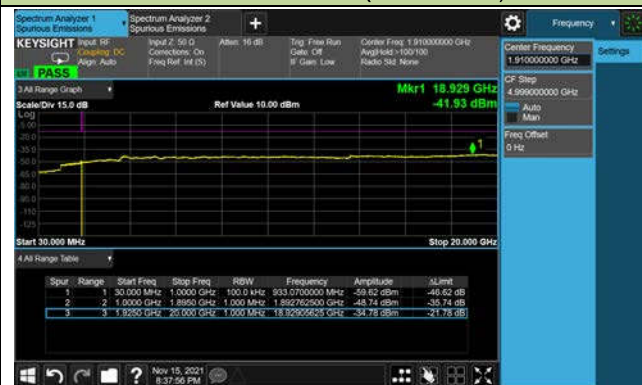 Spectrum Analyzer 1
Spurious Emissions
Spectrum Analyzer 2
Spurious Emissions
+
Frequency
KEYSIGHT
Input: RF
Coupling: DC
Align: Auto
Input Z: 50 Ω
Corrections: On
Freq Ref: Int (S)
Atten: 16 dB
Trig: Free Run
Gate: Off
IF Gain: Low
Center Freq: 1.910000000 GHz
Avg|Hold:>100/100
Radio Std: None
PASS
Center Frequency
1.910000000 GHz
Settings
CF Step
4.999000000 GHz
Auto
Man
Freq Offset
0 Hz
3 All Range Graph
Mkr1 18.929 GHz
Scale/Div 15.0 dB
Ref Value 10.00 dBm
-41.93 dBm
Log
-5.00
-20.0
-35.0
-50.0
-65.0
-80.0
-95.0
-110
-125
1
Start 30.000 MHz
Stop 20.000 GHz
4 All Range Table
Spur Range Start Freq Stop Freq RBW Frequency Amplitude ΔLimit
1 1 30.000 MHz 1.0000 GHz 100.0 kHz 933.0700000 MHz -59.62 dBm -46.62 dB
2 2 1.0000 GHz 1.8950 GHz 1.000 MHz 1.892762500 GHz -48.74 dBm -35.74 dB
3 3 1.9250 GHz 20.000 GHz 1.000 MHz 18.92905625 GHz -34.78 dBm -21.78 dB
?
Nov 15, 2021
8:37:56 PM